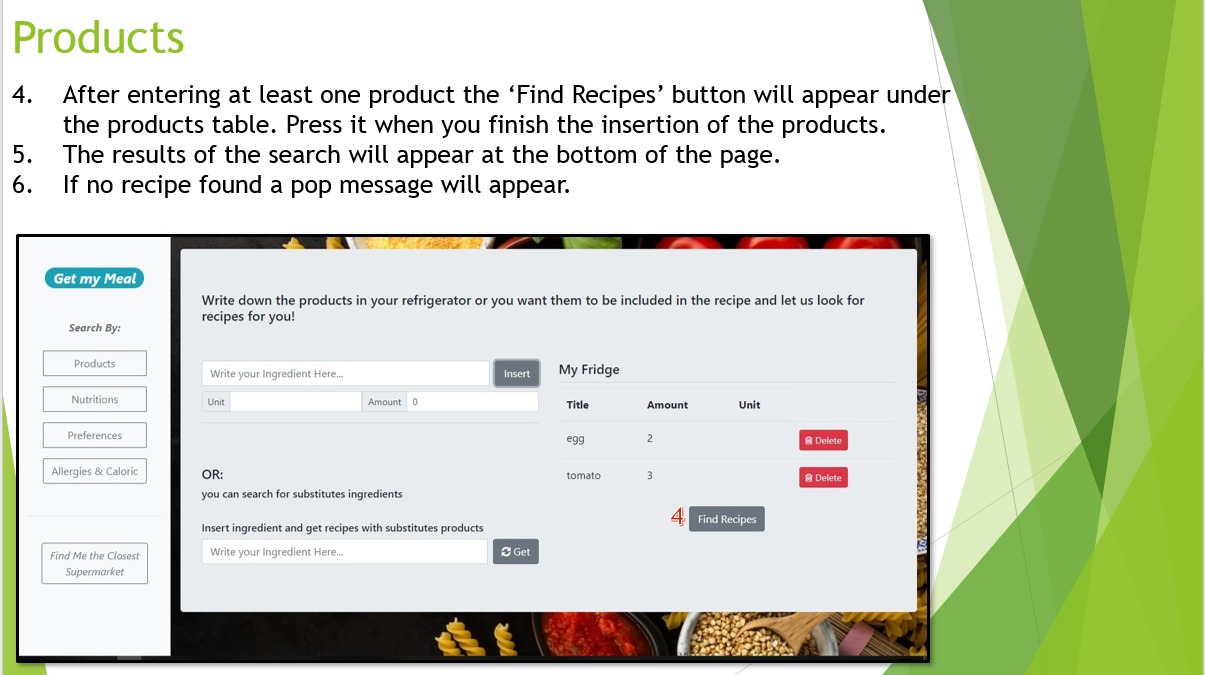 Products
4. After entering at least one product the ‘Find Recipes’ button will appear under
the products table. Press it when you finish the insertion of the products.
5. The results of the search will appear at the bottom of the page.
6. If no recipe found a pop message will appear.
Get my Meal
Search By:
Products
Nutritions
Preferences
Allergies & Caloric
Find Me the Closest
Supermarket
Write down the products in your refrigerator or you want them to be included in the recipe and let us look for
recipes for you!
Write your Ingredient Here...
Insert
Unit
Amount 0
OR:
you can search for substitutes ingredients
Insert ingredient and get recipes with substitutes products
Write your Ingredient Here...
Get
My Fridge
Title Amount Unit
egg 2 Delete
tomato 3 Delete
4 Find Recipes